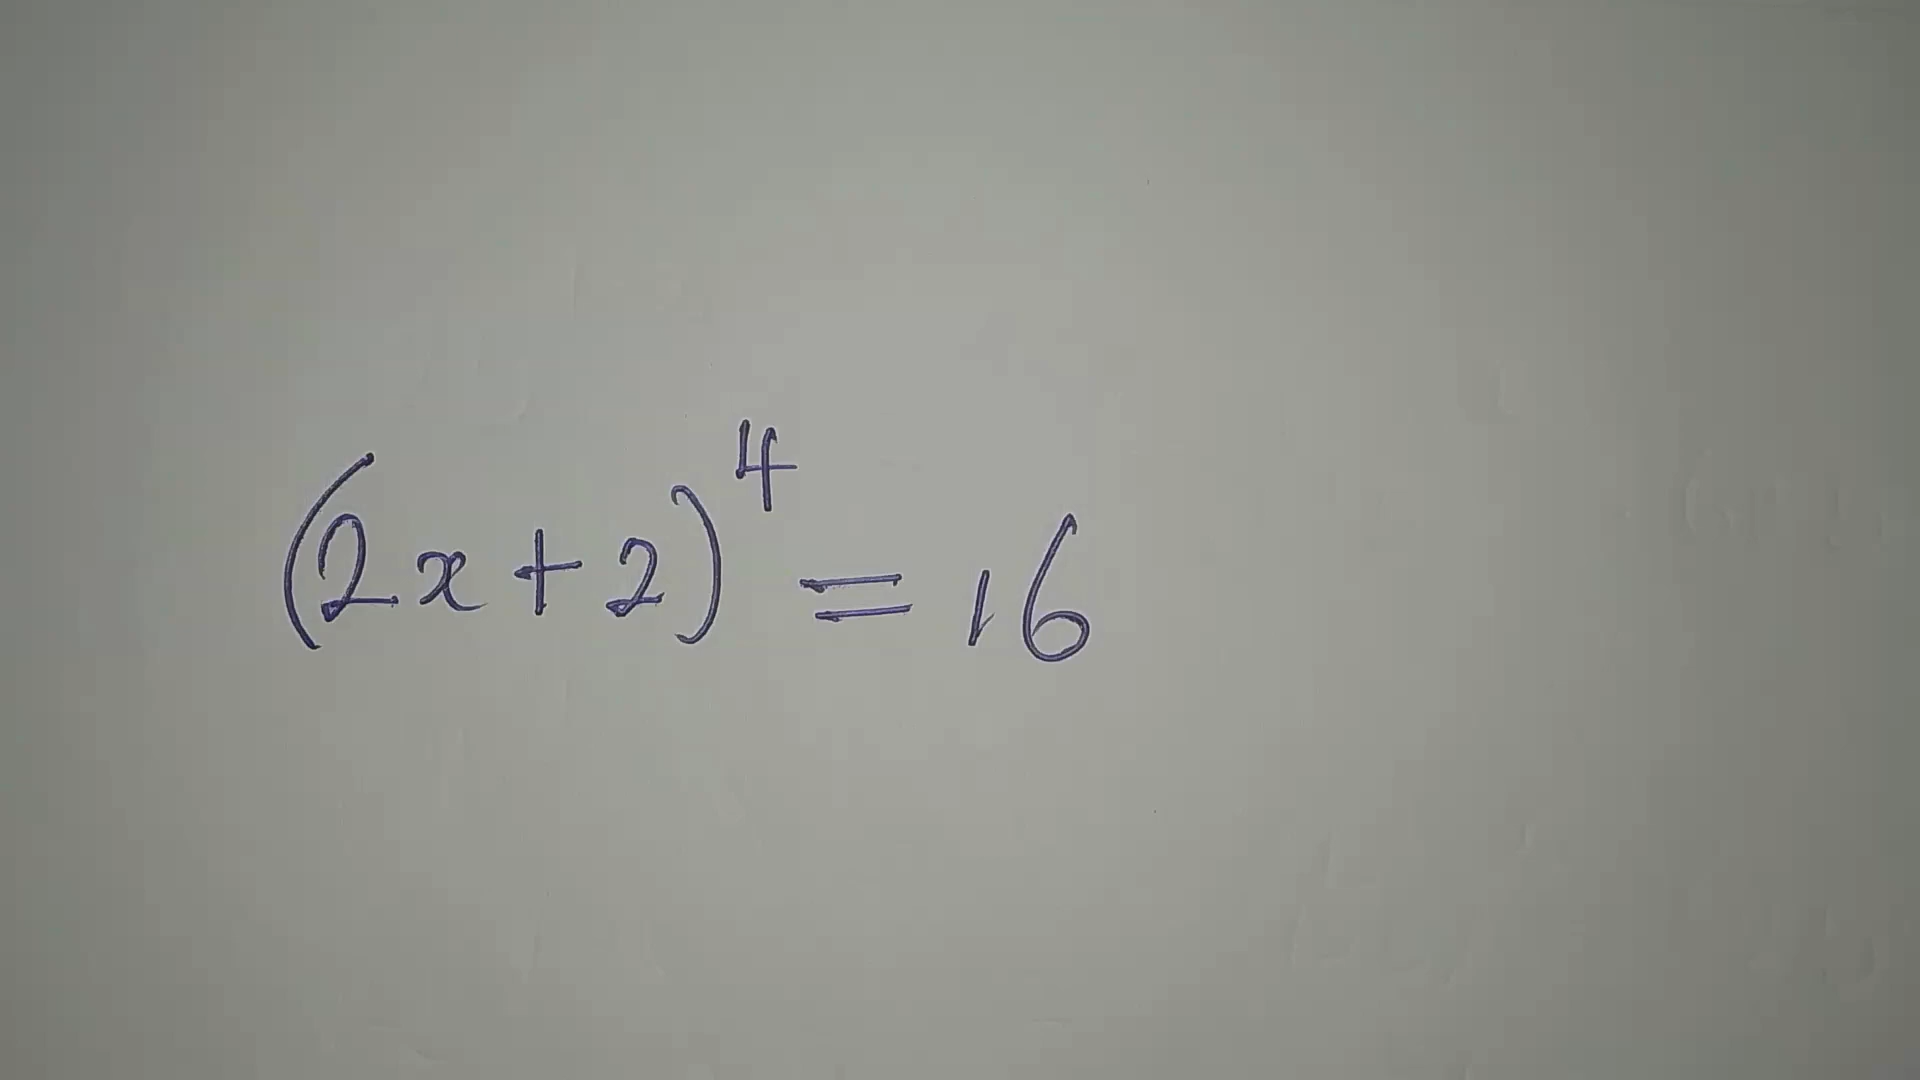 (2x+2)⁴ = 16